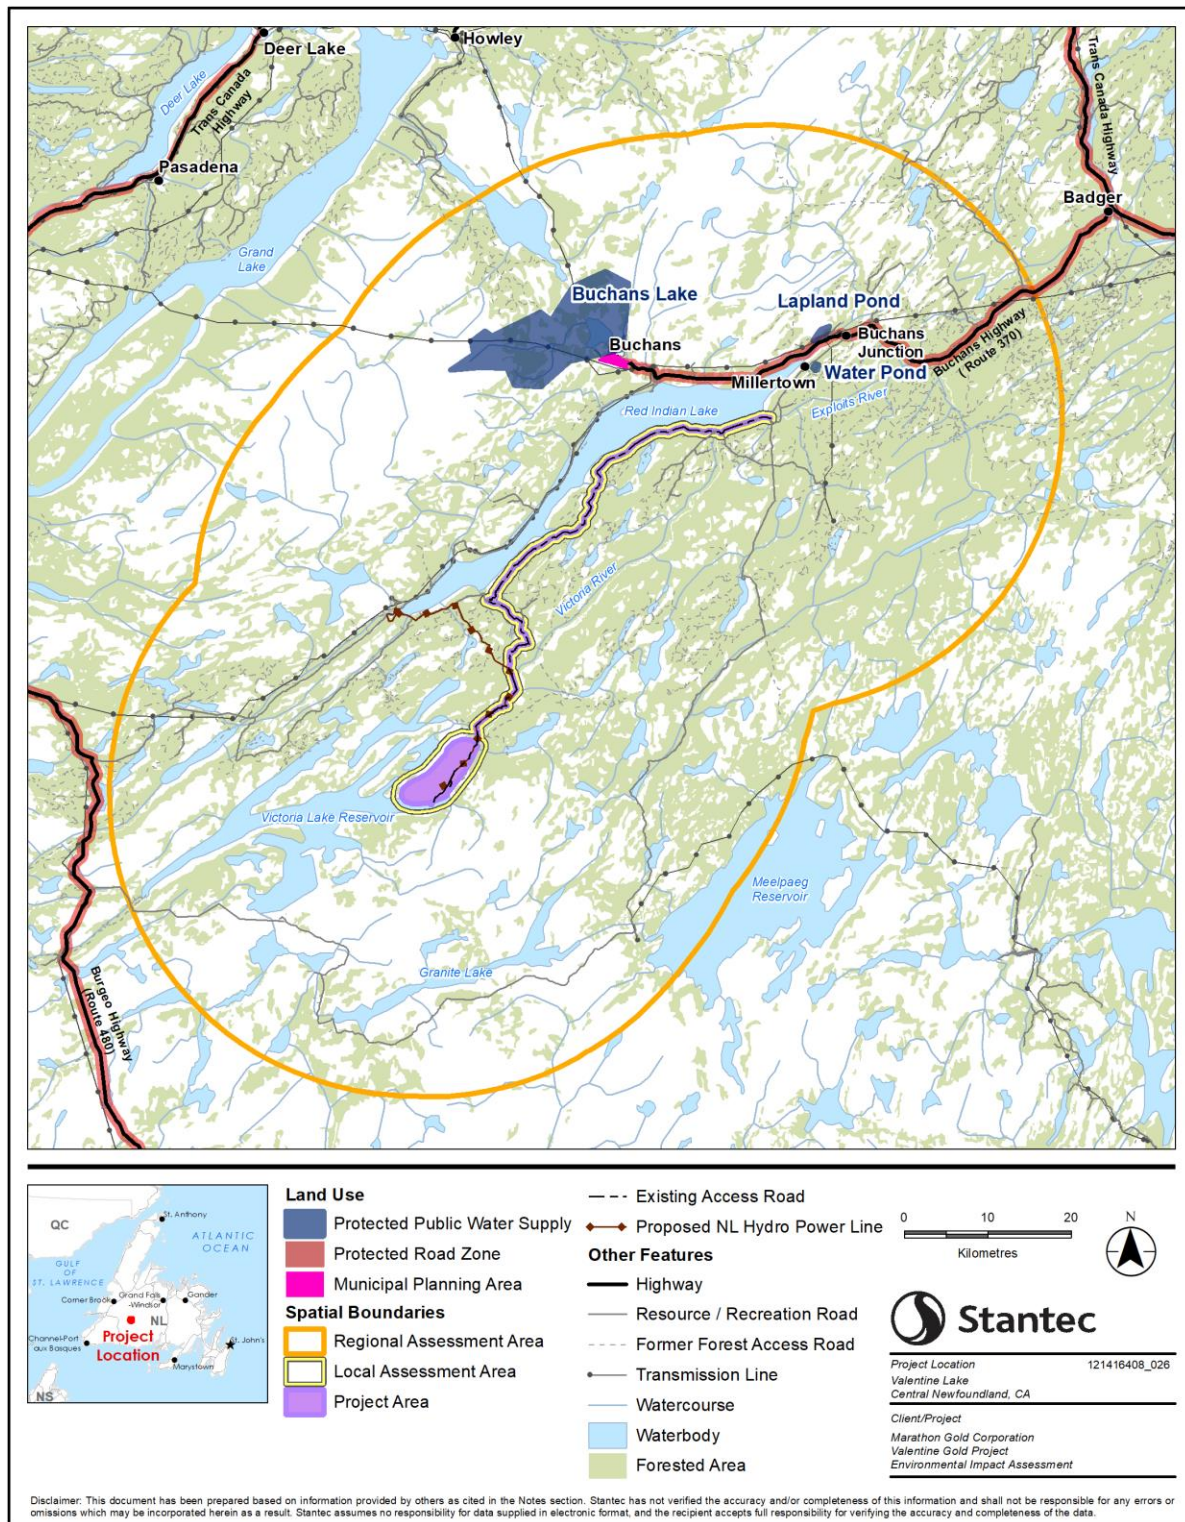 Deer Lake
Howley
Deer Lake
Trans Canada
Highway
Trans Canada Highway
Pasadena
Badger
Grand
Lake
Buchans Lake
Lapland Pond
Buchans
Buchans
Junction
Buchans Highway
( Route 370)
Millertown
Water Pond
Red Indian Lake
Exploits River
Victoria River
Victoria Lake Reservoir
Meelpaeg
Reservoir
Granite Lake
Burgeo Highway
(Route 480)
QC
St. Anthony
ATLANTIC
OCEAN
GULF
OF
ST. LAWRENCE
Corner Brook
Grand Falls
-Windsor
Gander
NL
Project
Location
Channel-Port
aux Basques
St. John's
Marystown
NS
Land Use
Protected Public Water Supply
Protected Road Zone
Municipal Planning Area
Spatial Boundaries
Regional Assessment Area
Local Assessment Area
Project Area
Existing Access Road
Proposed NL Hydro Power Line
Other Features
Highway
Resource / Recreation Road
Former Forest Access Road
Transmission Line
Watercourse
Waterbody
Forested Area
0 10 20
Kilometres
N
Stantec
Project Location 121416408_026
Valentine Lake
Central Newfoundland, CA
Client/Project
Marathon Gold Corporation
Valentine Gold Project
Environmental Impact Assessment
Disclaimer: This document has been prepared based on information provided by others as cited in the Notes section. Stantec has not verified the accuracy and/or completeness of this information and shall not be responsible for any errors or
omissions which may be incorporated herein as a result. Stantec assumes no responsibility for data supplied in electronic format, and the recipient accepts full responsibility for verifying the accuracy and completeness of the data.